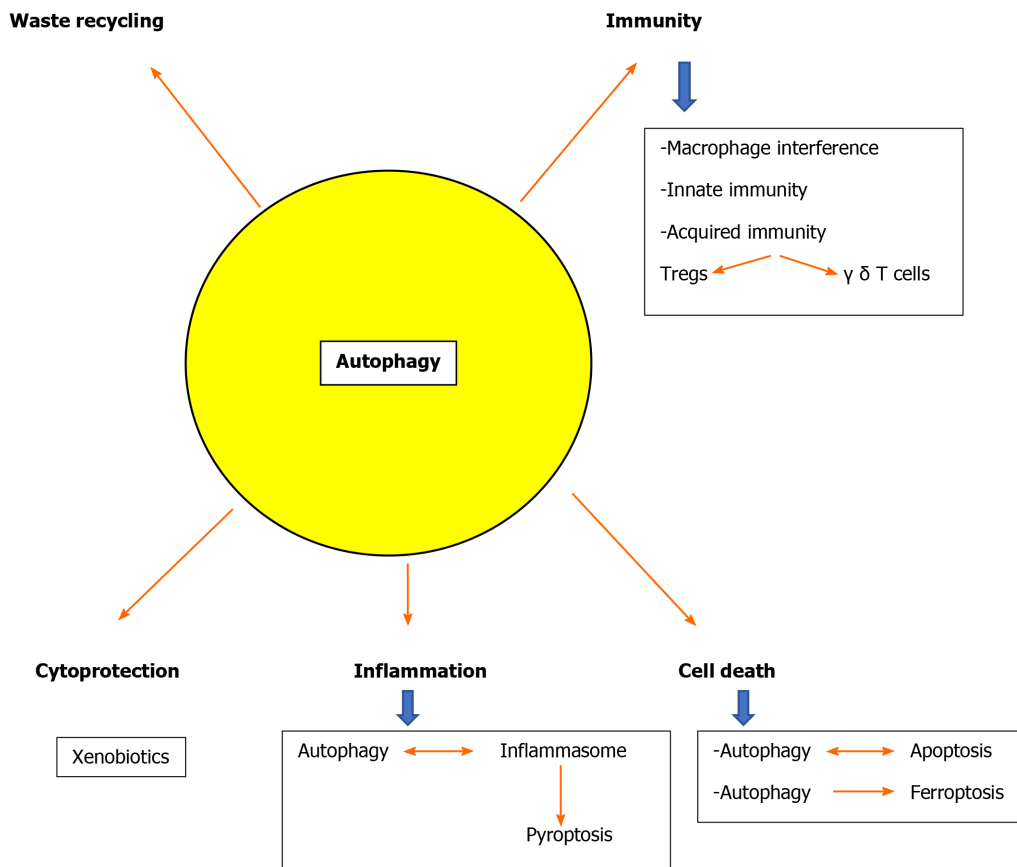 Waste recycling
Immunity
-Macrophage interference
-Innate immunity
-Acquired immunity
Tregs
γ δ T cells
Autophagy
Cytoprotection
Inflammation
Cell death
Xenobiotics
Autophagy
Inflammasome
Pyroptosis
-Autophagy
Apoptosis
-Autophagy
Ferroptosis